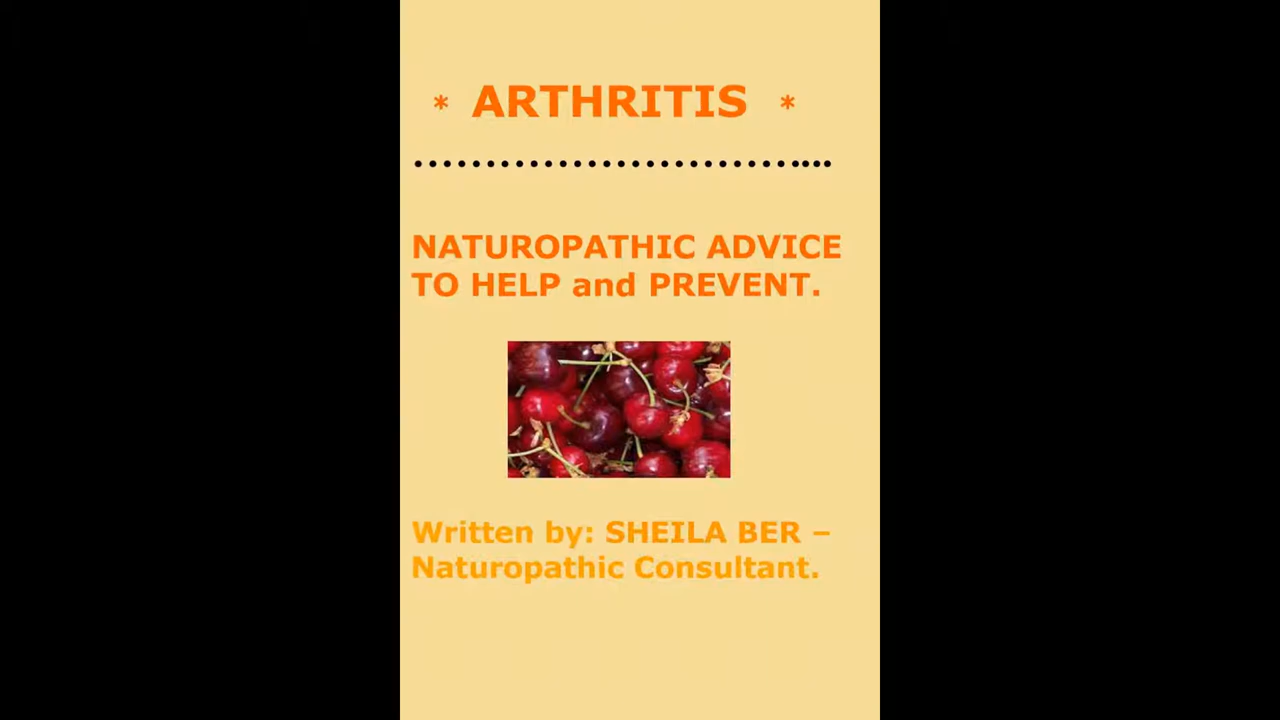 * ARTHRITIS *
…………………………....
NATUROPATHIC ADVICE
TO HELP and PREVENT.
Written by: SHEILA BER –
Naturopathic Consultant.